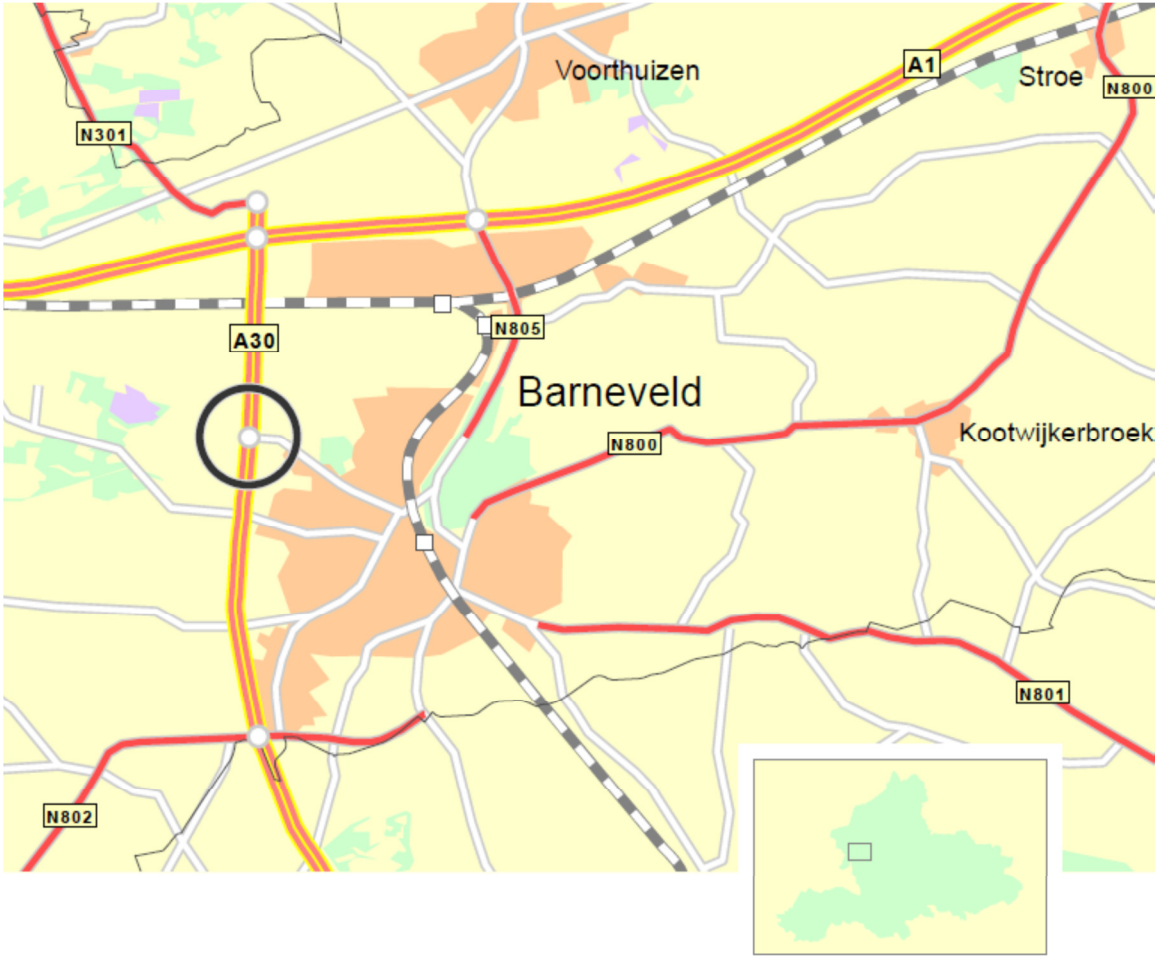 Voorthuizen
A1
Stroe
N800
N301
A30
N805
Barneveld
N800
Kootwijkerbroek
N801
N802